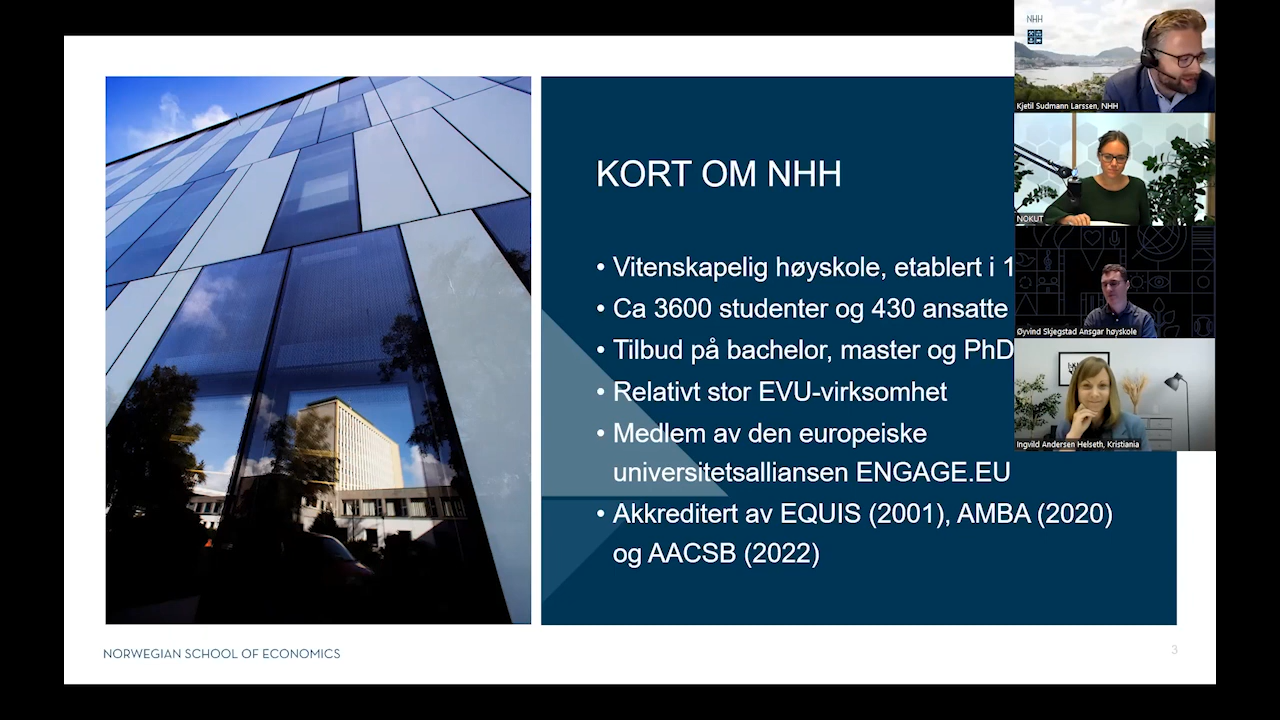 KORT OM NHH
• Vitenskapelig høyskole, etablert i 1
• Ca 3600 studenter og 430 ansatte
• Tilbud på bachelor, master og PhD
• Relativt stor EVU-virksomhet
• Medlem av den europeiske
universitetsalliansen ENGAGE.EU
• Akkreditert av EQUIS (2001), AMBA (2020)
og AACSB (2022)
NORWEGIAN SCHOOL OF ECONOMICS
3
NHH
Kjetil Sudmann Larssen, NHH
NOKUT
Øyvind Skjegstad Ansgar høyskole
Ingvild Andersen Helseth, Kristiania